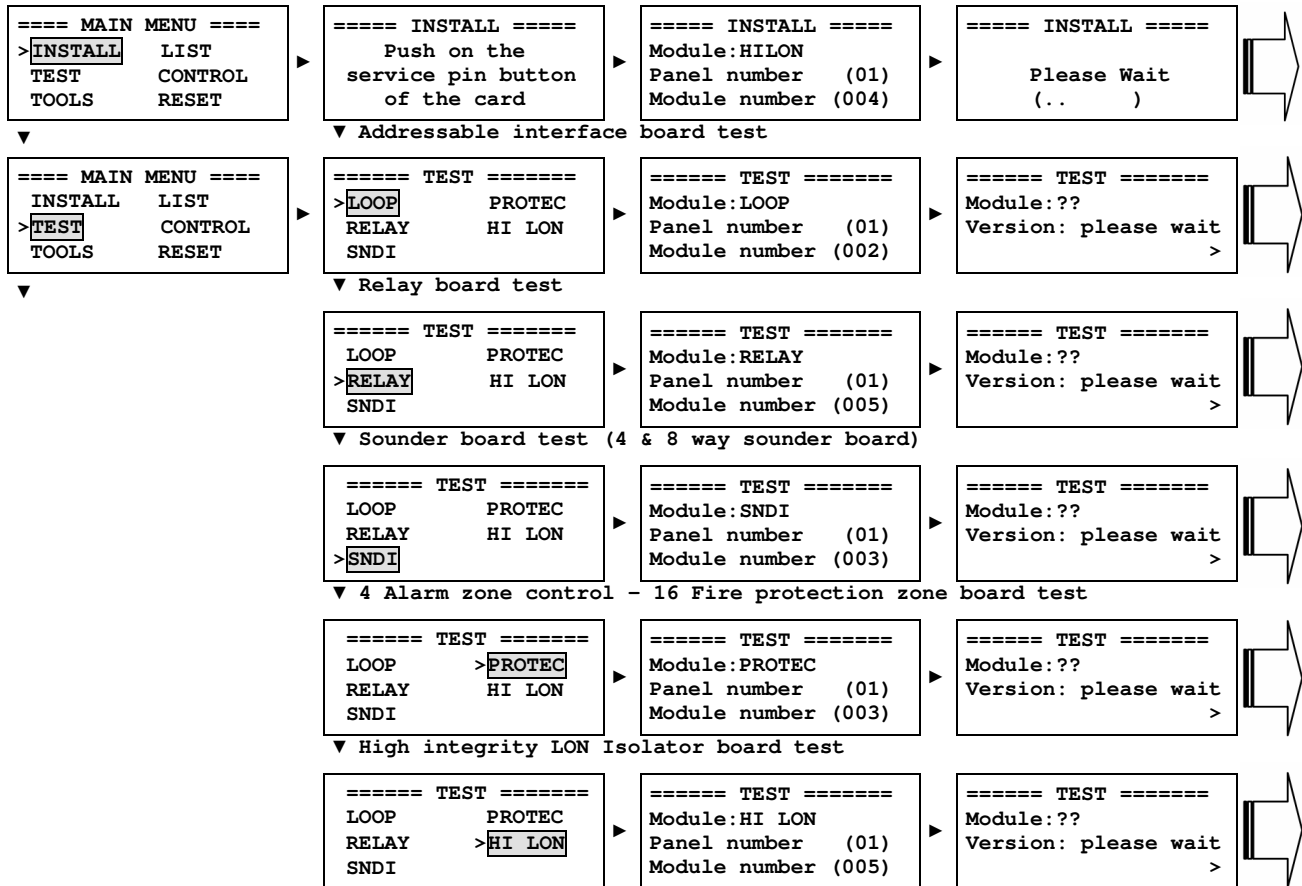 ==== MAIN MENU ====
>INSTALL LIST
TEST CONTROL
TOOLS RESET
▼
►
===== INSTALL =====
Push on the
service pin button
of the card
►
===== INSTALL =====
Module:HILON
Panel number (01)
Module number (004)
►
===== INSTALL =====
Please Wait
(.. )
▼ Addressable interface board test
==== MAIN MENU ====
INSTALL LIST
>TEST CONTROL
TOOLS RESET
▼
►
====== TEST =======
>LOOP PROTEC
RELAY HI LON
SNDI
►
====== TEST =======
Module:LOOP
Panel number (01)
Module number (002)
►
====== TEST =======
Module:??
Version: please wait
>
▼ Relay board test
====== TEST =======
LOOP PROTEC
>RELAY HI LON
SNDI
►
====== TEST =======
Module:RELAY
Panel number (01)
Module number (005)
►
====== TEST =======
Module:??
Version: please wait
>
▼ Sounder board test (4 & 8 way sounder board)
====== TEST =======
LOOP PROTEC
RELAY HI LON
>SNDI
►
====== TEST =======
Module:SNDI
Panel number (01)
Module number (003)
►
====== TEST =======
Module:??
Version: please wait
>
▼ 4 Alarm zone control – 16 Fire protection zone board test
====== TEST =======
LOOP >PROTEC
RELAY HI LON
SNDI
►
====== TEST =======
Module:PROTEC
Panel number (01)
Module number (003)
►
====== TEST =======
Module:??
Version: please wait
>
▼ High integrity LON Isolator board test
====== TEST =======
LOOP PROTEC
RELAY >HI LON
SNDI
►
====== TEST =======
Module:HI LON
Panel number (01)
Module number (005)
►
====== TEST =======
Module:??
Version: please wait
>